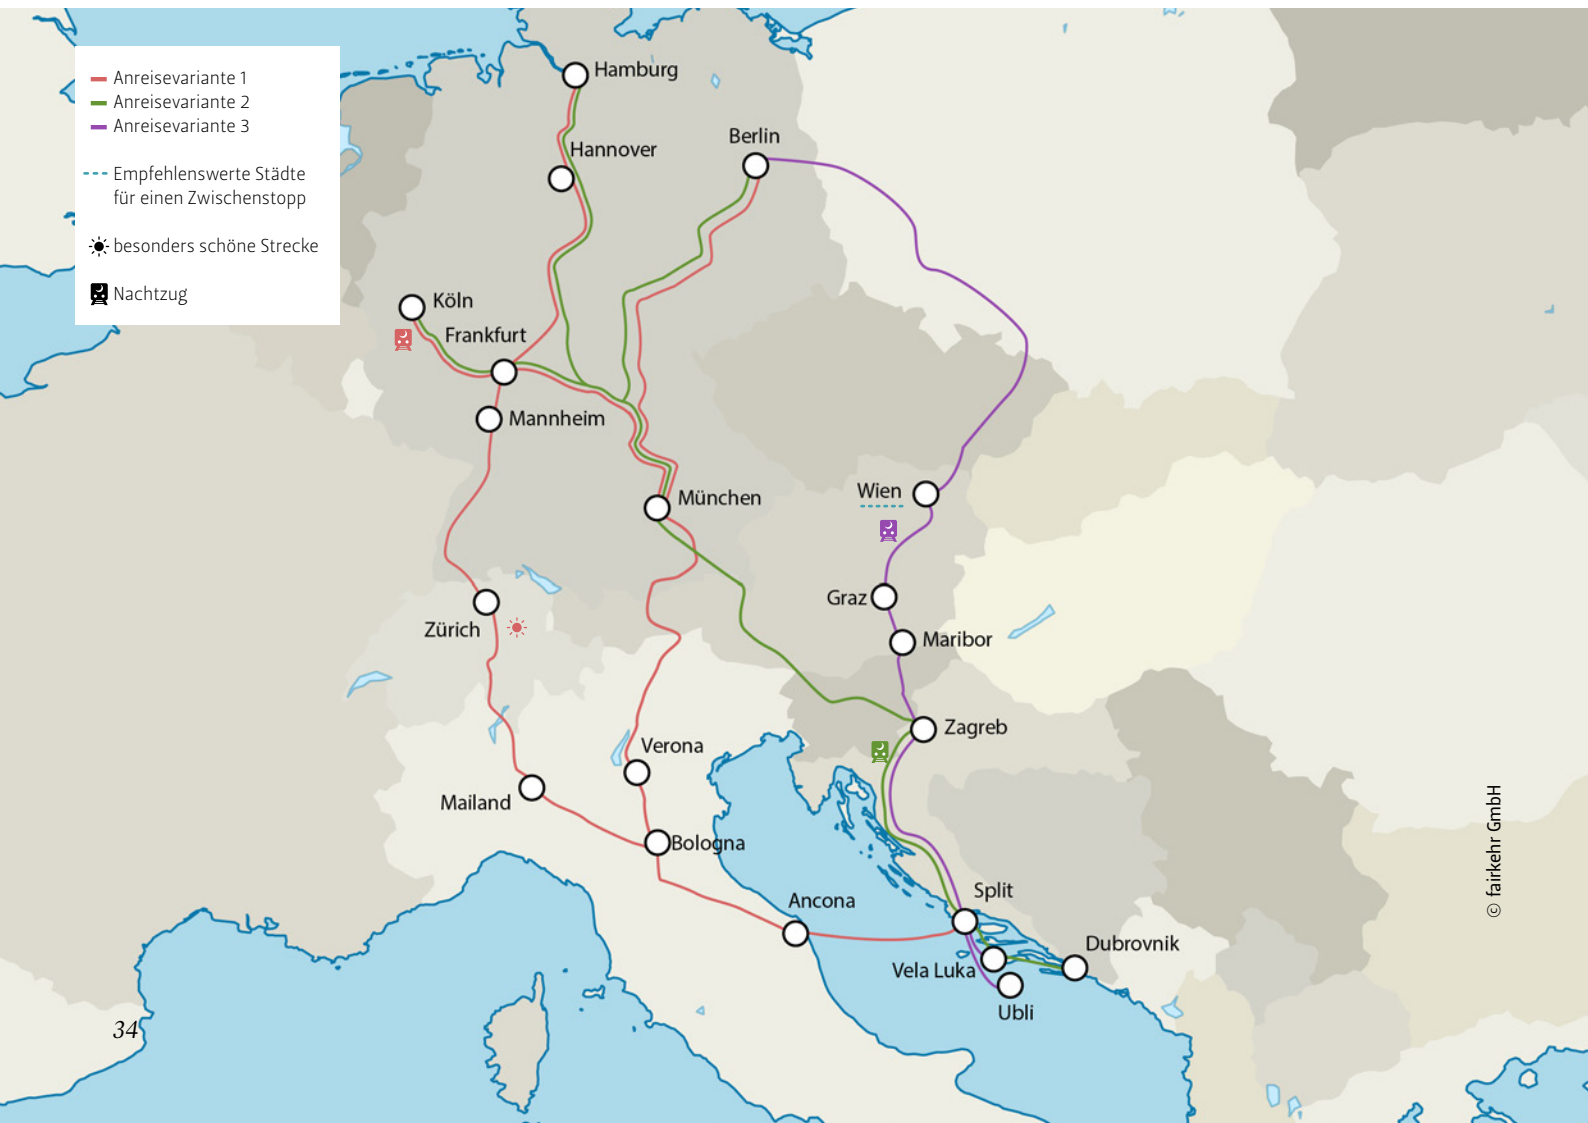 Anreisevariante 1
Anreisevariante 2
Anreisevariante 3
Empfehlenswerte Städte
für einen Zwischenstopp
besonders schöne Strecke
Nachtzug
Hamburg
Hannover
Berlin
Köln
Frankfurt
Mannheim
München
Wien
Graz
Zürich
Maribor
Zagreb
Verona
Mailand
Bologna
Ancona
Split
Dubrovnik
Vela Luka
Ubli
34
© fairkehr GmbH